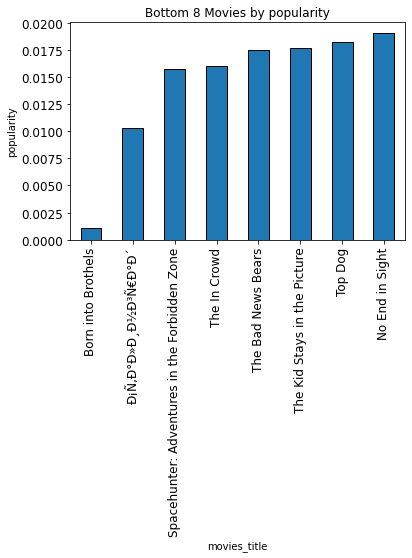 Bottom 8 Movies by popularity
popularity
0.0200
0.0175
0.0150
0.0125
0.0100
0.0075
0.0050
0.0025
0.0000
Born into Brothels
Ð¡Ñ‚Ð°Ð»Ð¸Ð½Ð³Ñ€Ð°Ð´
Spacehunter: Adventures in the Forbidden Zone
The In Crowd
The Bad News Bears
The Kid Stays in the Picture
Top Dog
No End in Sight
movies_title